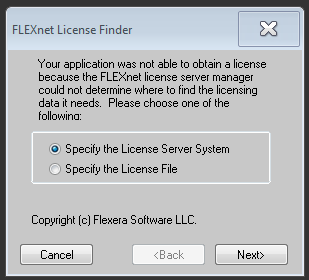 FLEXnet License Finder
Your application was not able to obtain a license
because the FLEXnet license server manager
could not determine where to find the licensing
data it needs.  Please choose one of the
following:
Specify the License Server System
Specify the License File
Copyright (c) Flexera Software LLC.
Cancel
<Back
Next>